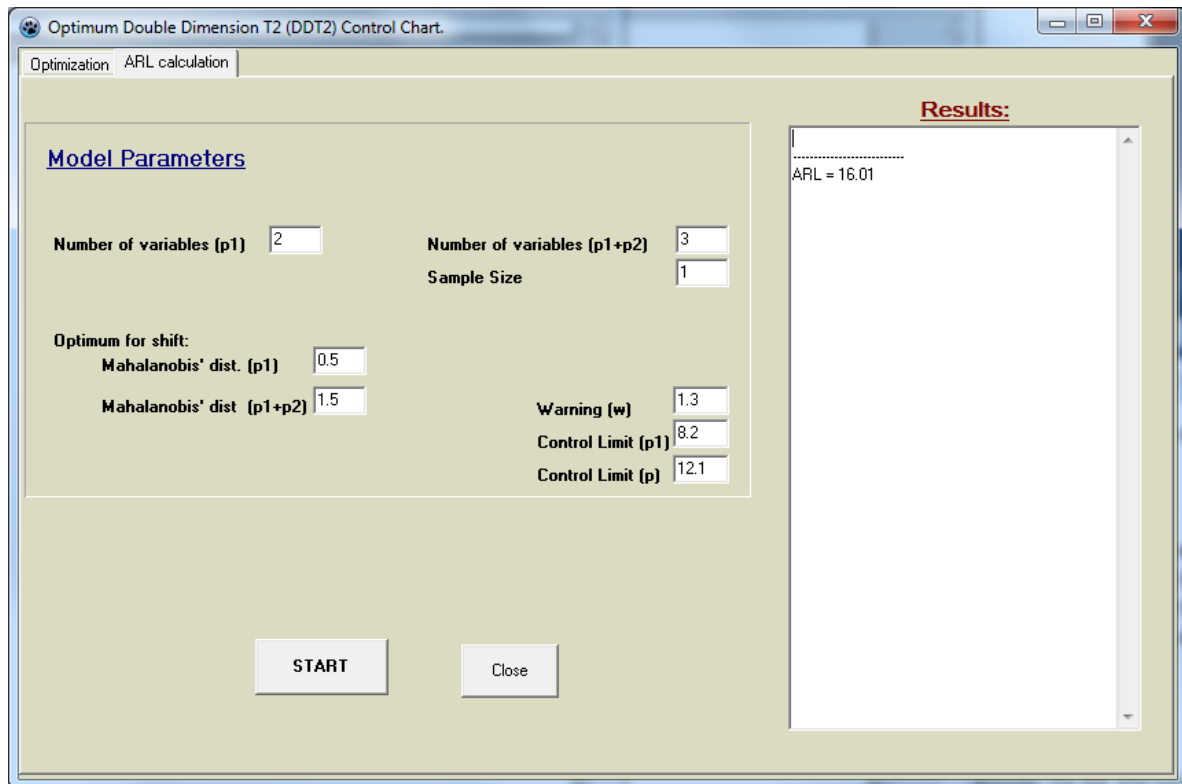 Optimum Double Dimension T2 (DDT2) Control Chart.
Optimization
ARL calculation
Model Parameters
Number of variables (p1) 2
Number of variables (p1+p2) 3
Sample Size 1
Optimum for shift:
Mahalanobis' dist. (p1) 0.5
Mahalanobis' dist (p1+p2) 1.5
Warning (w) 1.3
Control Limit (p1) 8.2
Control Limit (p) 12.1
START
Close
Results:
---------------------------
ARL = 16.01